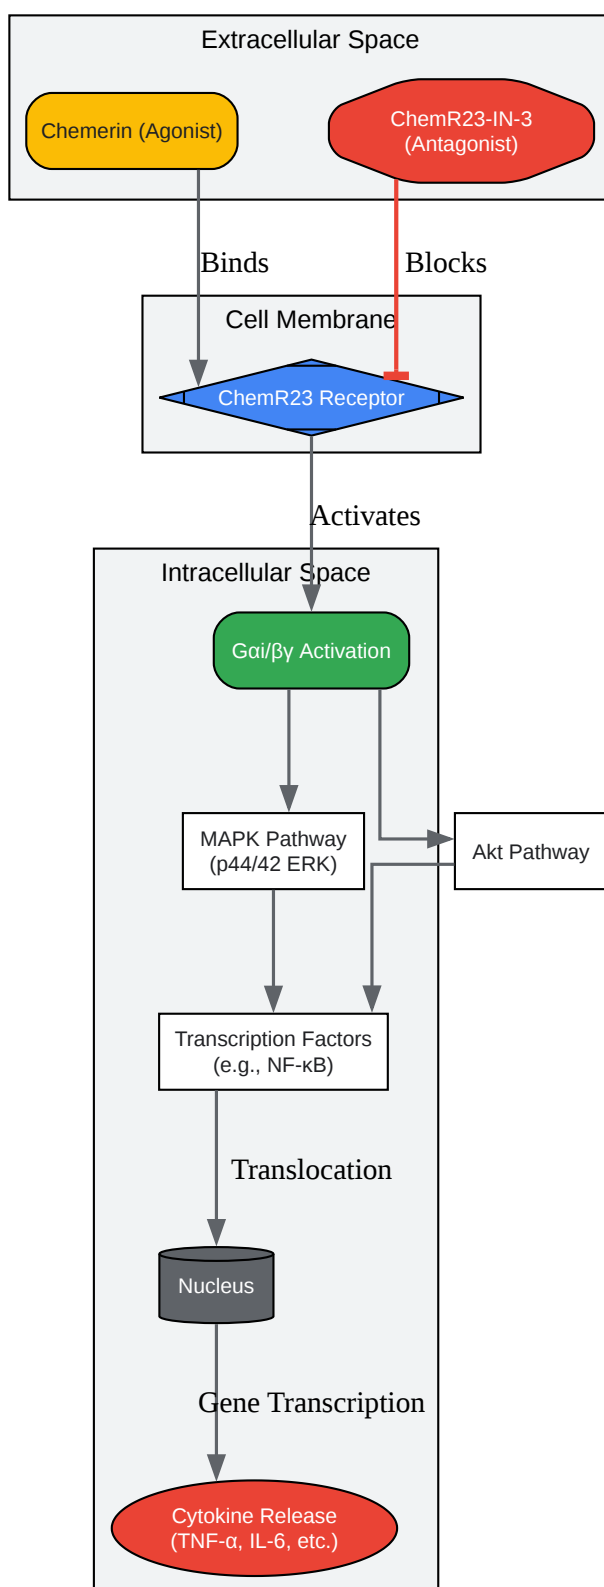 Extracellular Space
Chemerin (Agonist)
ChemR23-IN-3
(Antagonist)
Binds
Blocks
Cell Membrane
ChemR23 Receptor
Activates
Intracellular Space
Gαi/βγ Activation
MAPK Pathway
(p44/42 ERK)
Akt Pathway
Transcription Factors
(e.g., NF-κB)
Translocation
Nucleus
Gene Transcription
Cytokine Release
(TNF-α, IL-6, etc.)